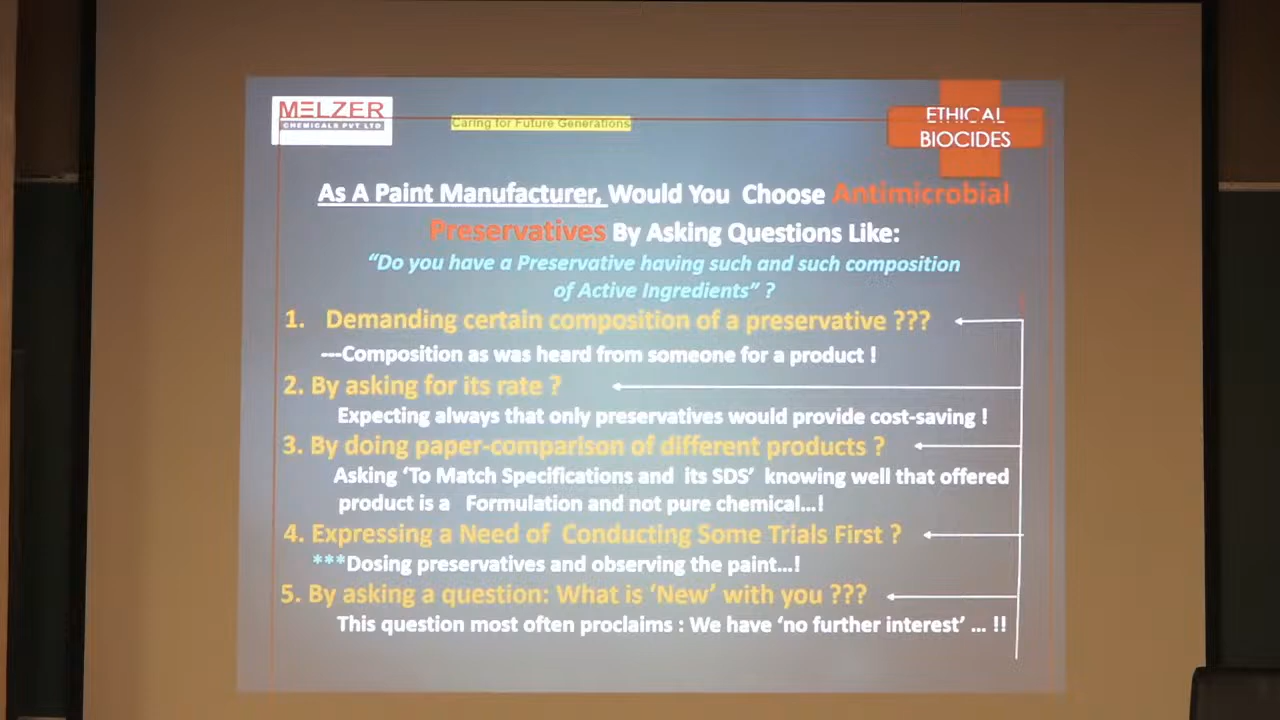 MELZER
CHEMICALS PVT LTD
Caring for Future Generations
ETHICAL
BIOCIDES
As A Paint Manufacturer, Would You Choose Antimicrobial
Preservatives By Asking Questions Like:
“Do you have a Preservative having such and such composition
of Active Ingredients” ?
1. Demanding certain composition of a preservative ???
---Composition as was heard from someone for a product !
2. By asking for its rate ?
Expecting always that only preservatives would provide cost-saving !
3. By doing paper-comparison of different products ?
Asking ‘To Match Specifications and its SDS’ knowing well that offered
product is a Formulation and not pure chemical...!
4. Expressing a Need of Conducting Some Trials First ?
***Dosing preservatives and observing the paint...!
5. By asking a question: What is ‘New’ with you ???
This question most often proclaims : We have ‘no further interest’ ... !!